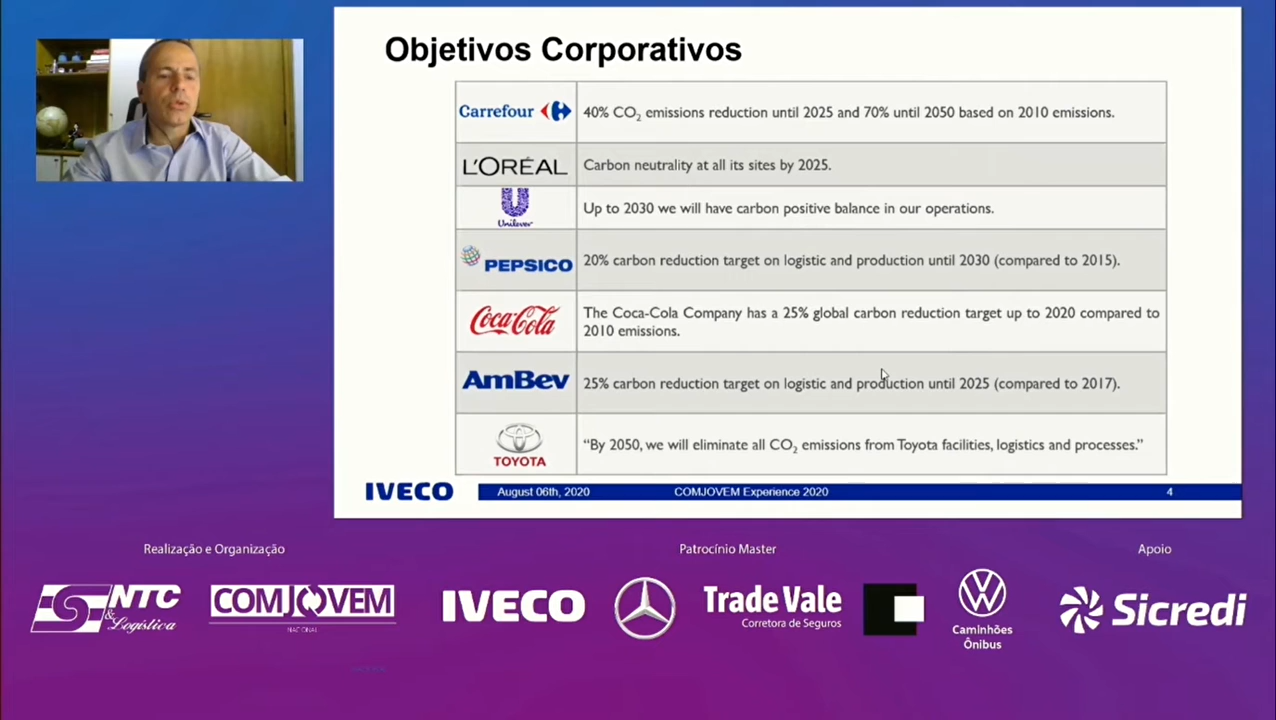 Objetivos Corporativos
Carrefour
40% CO₂ emissions reduction until 2025 and 70% until 2050 based on 2010 emissions.
L'ORÉAL
Carbon neutrality at all its sites by 2025.
Unilever
Up to 2030 we will have carbon positive balance in our operations.
PEPSICO
20% carbon reduction target on logistic and production until 2030 (compared to 2015).
Coca-Cola
The Coca-Cola Company has a 25% global carbon reduction target up to 2020 compared to
2010 emissions.
AmBev
25% carbon reduction target on logistic and production until 2025 (compared to 2017).
TOYOTA
“By 2050, we will eliminate all CO₂ emissions from Toyota facilities, logistics and processes.”
IVECO
August 06th, 2020 COMJOVEM Experience 2020 4
Realização e Organização
Patrocínio Master
Apoio
NTC
& Logística
COMJOVEM
NACIONAL
IVECO
Trade Vale
Corretora de Seguros
Caminhões
Ônibus
Sicredi